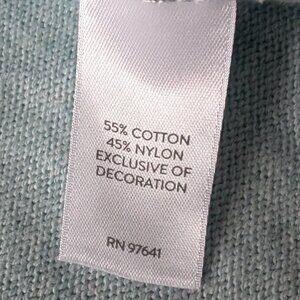 55% COTTON
45% NYLON
EXCLUSIVE OF
DECORATION
RN 97641